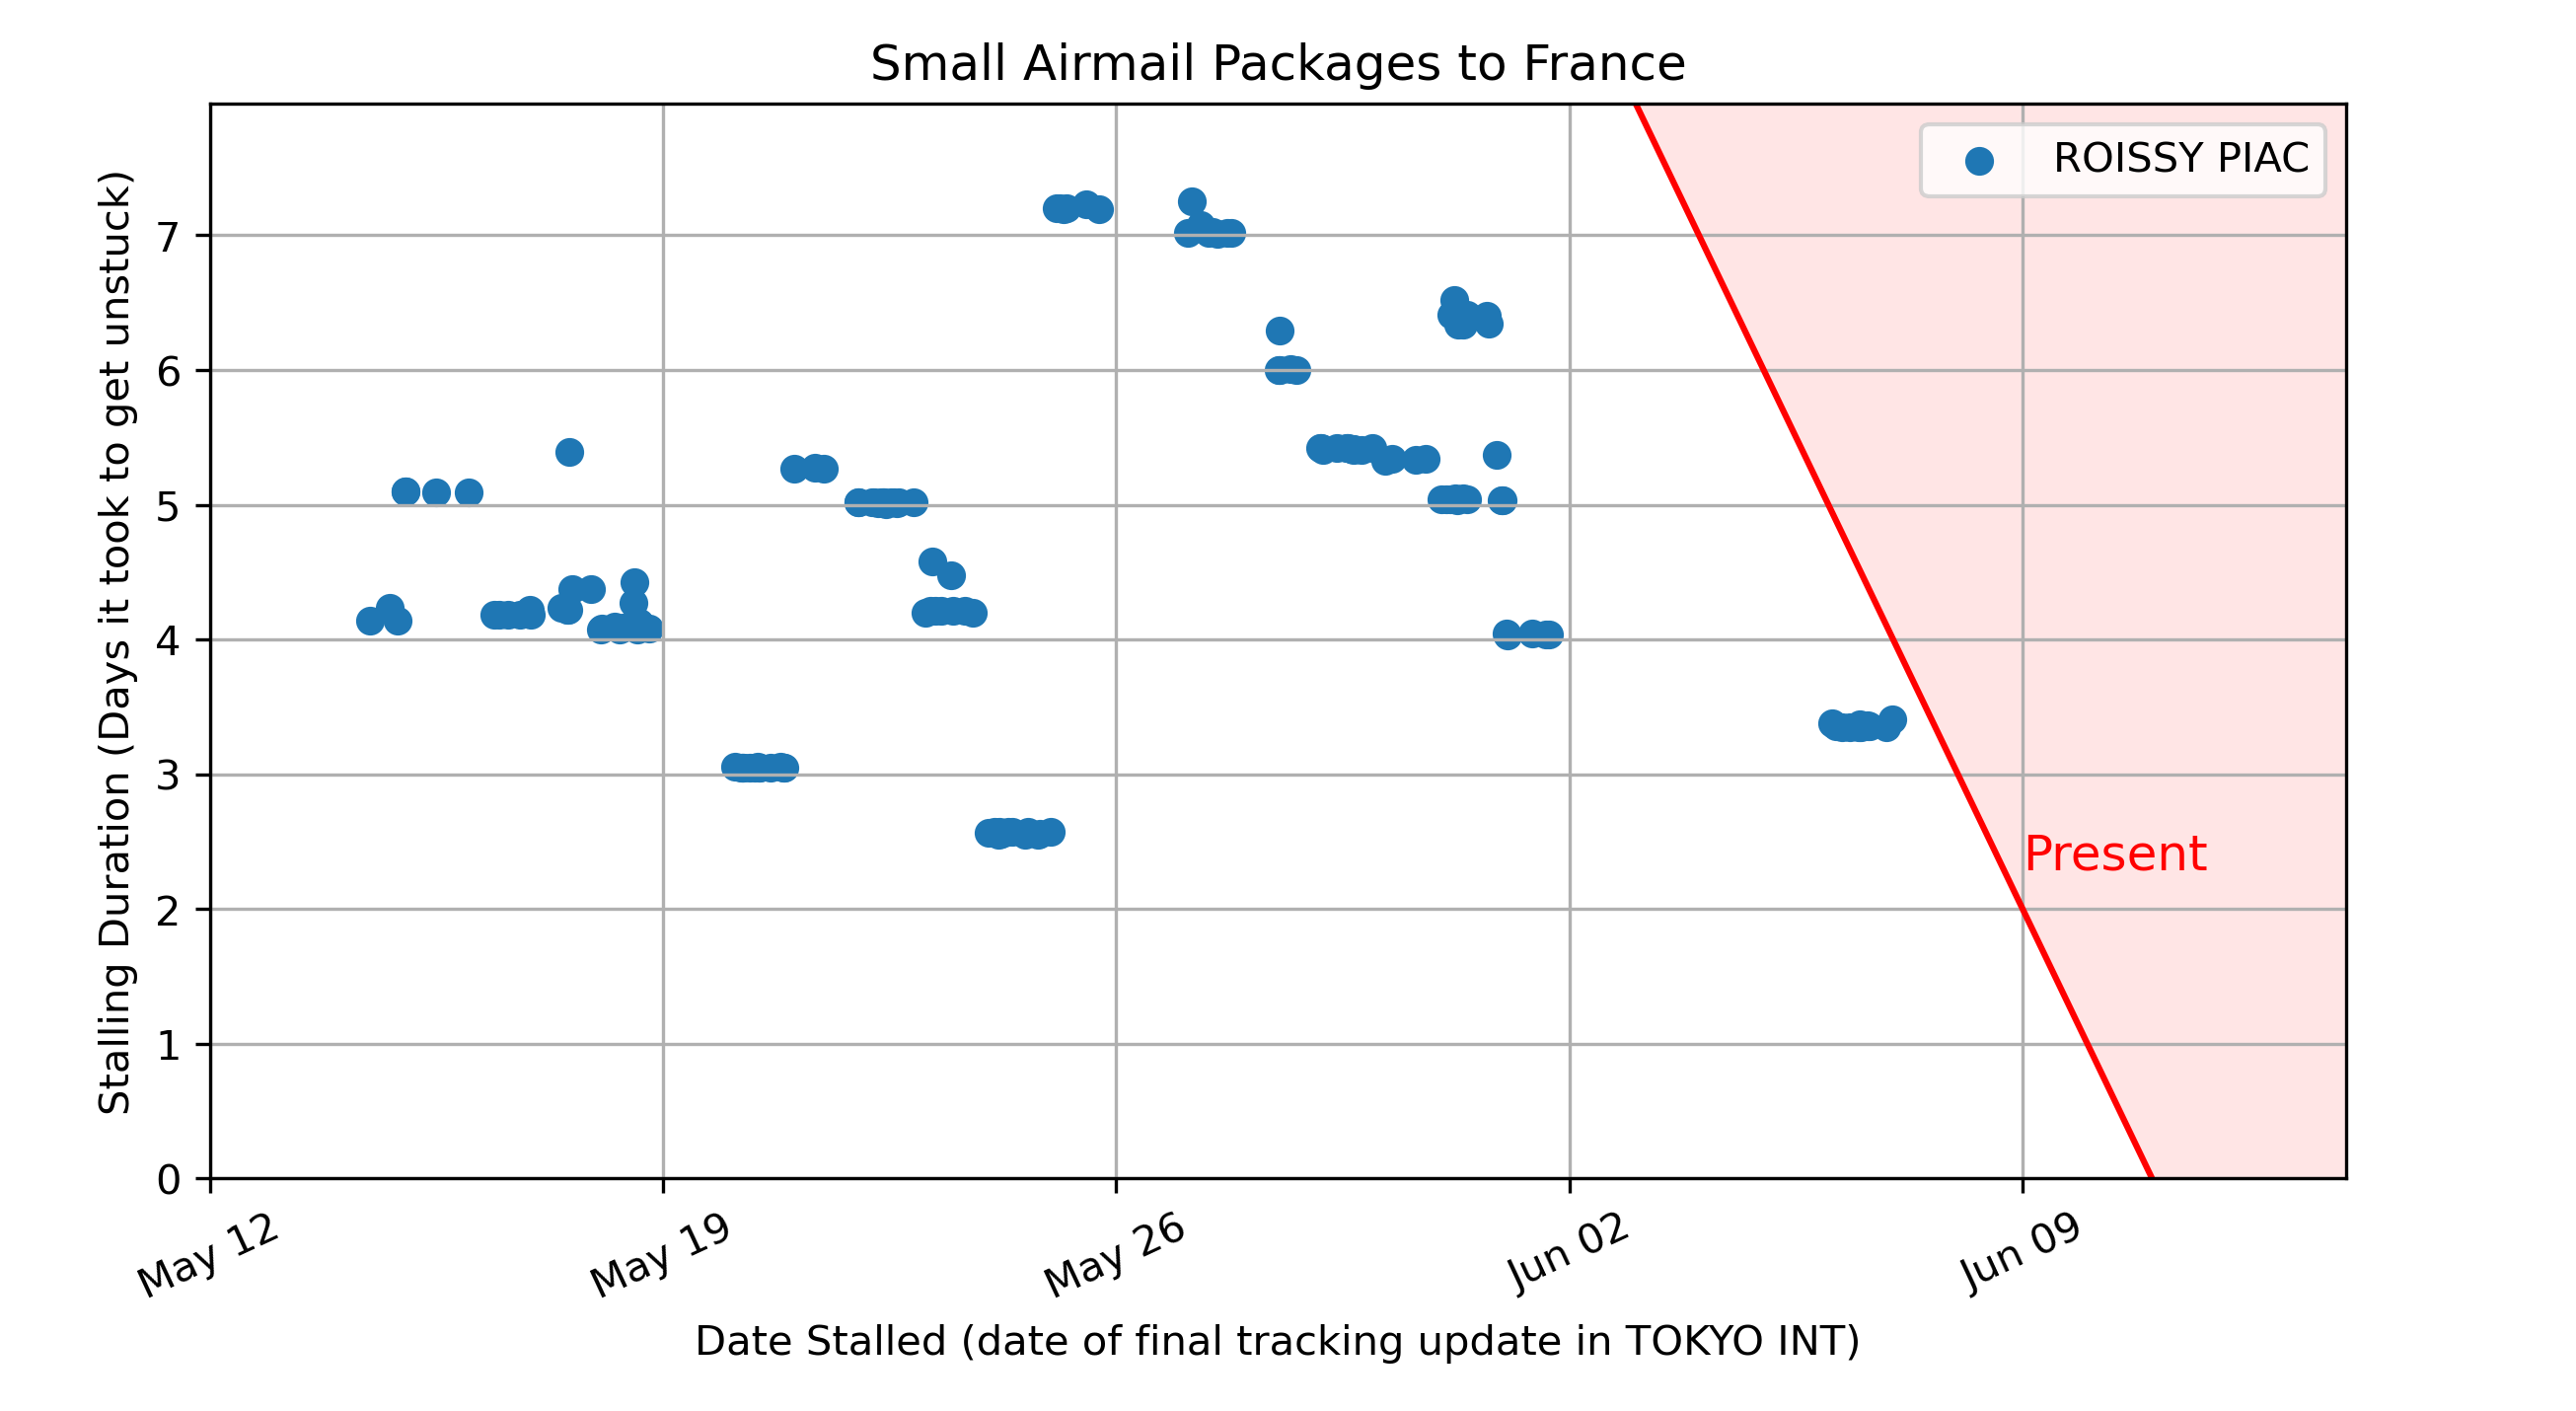 Small Airmail Packages to France
ROISSY PIAC
Stalling Duration (Days it took to get unstuck)
7
6
5
4
3
2
1
0
Present
May 12
May 19
May 26
Jun 02
Jun 09
Date Stalled (date of final tracking update in TOKYO INT)